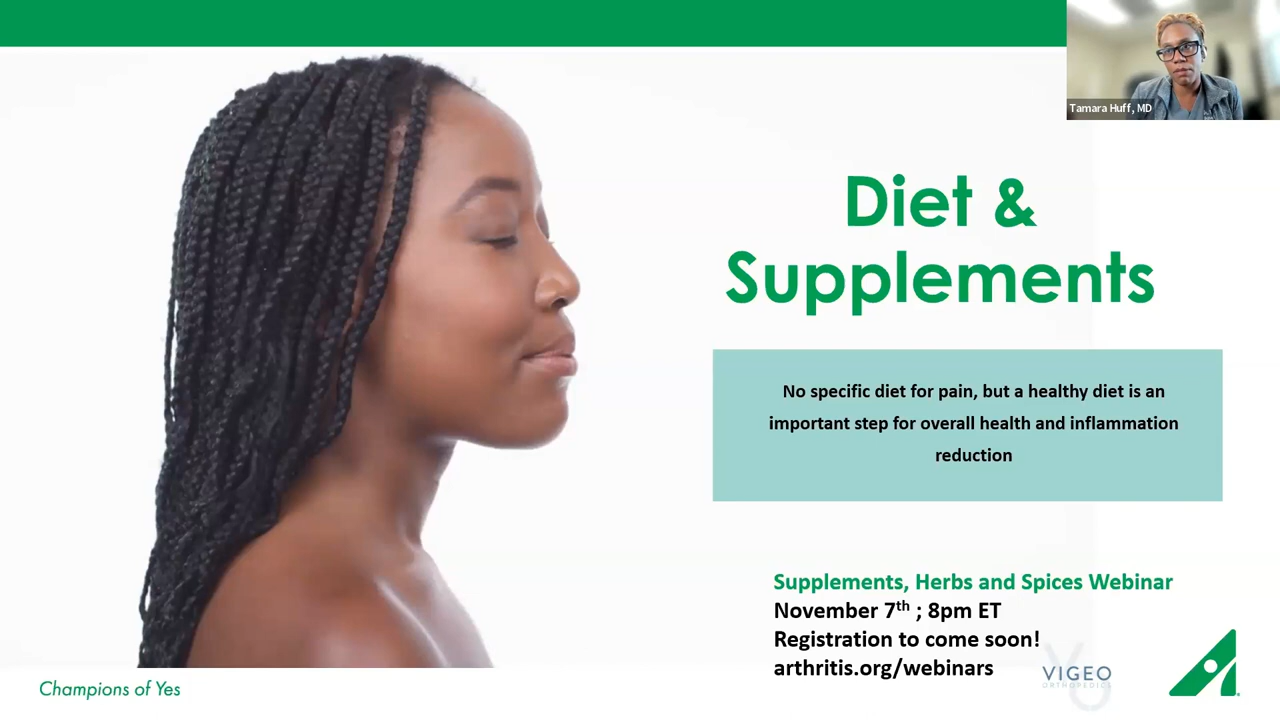 Tamara Huff, MD
Diet &
Supplements
No specific diet for pain, but a healthy diet is an
important step for overall health and inflammation
reduction
Supplements, Herbs and Spices Webinar
November 7th ; 8pm ET
Registration to come soon!
arthritis.org/webinars
VIGEO
ORTHOPEDICS
Champions of Yes